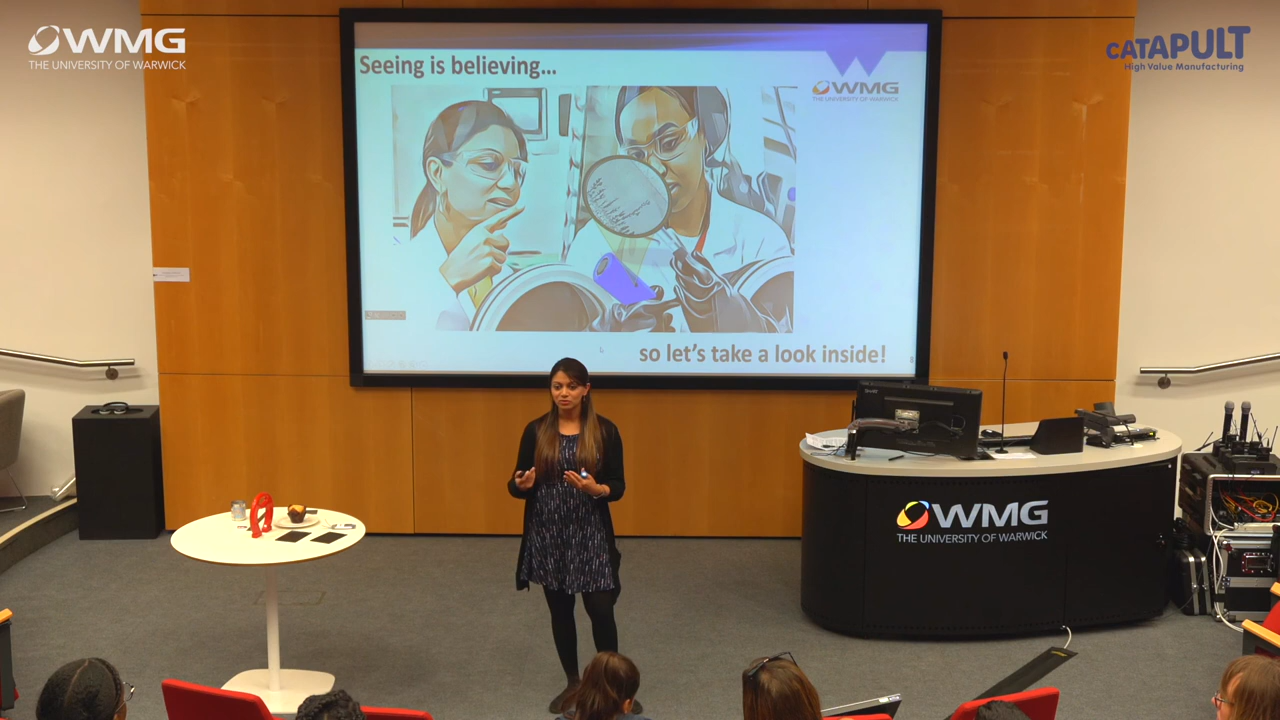 WMG
THE UNIVERSITY OF WARWICK
CATAPULT
High Value Manufacturing
Seeing is believing...
WMG
THE UNIVERSITY OF WARWICK
so let's take a look inside!
WMG
THE UNIVERSITY OF WARWICK